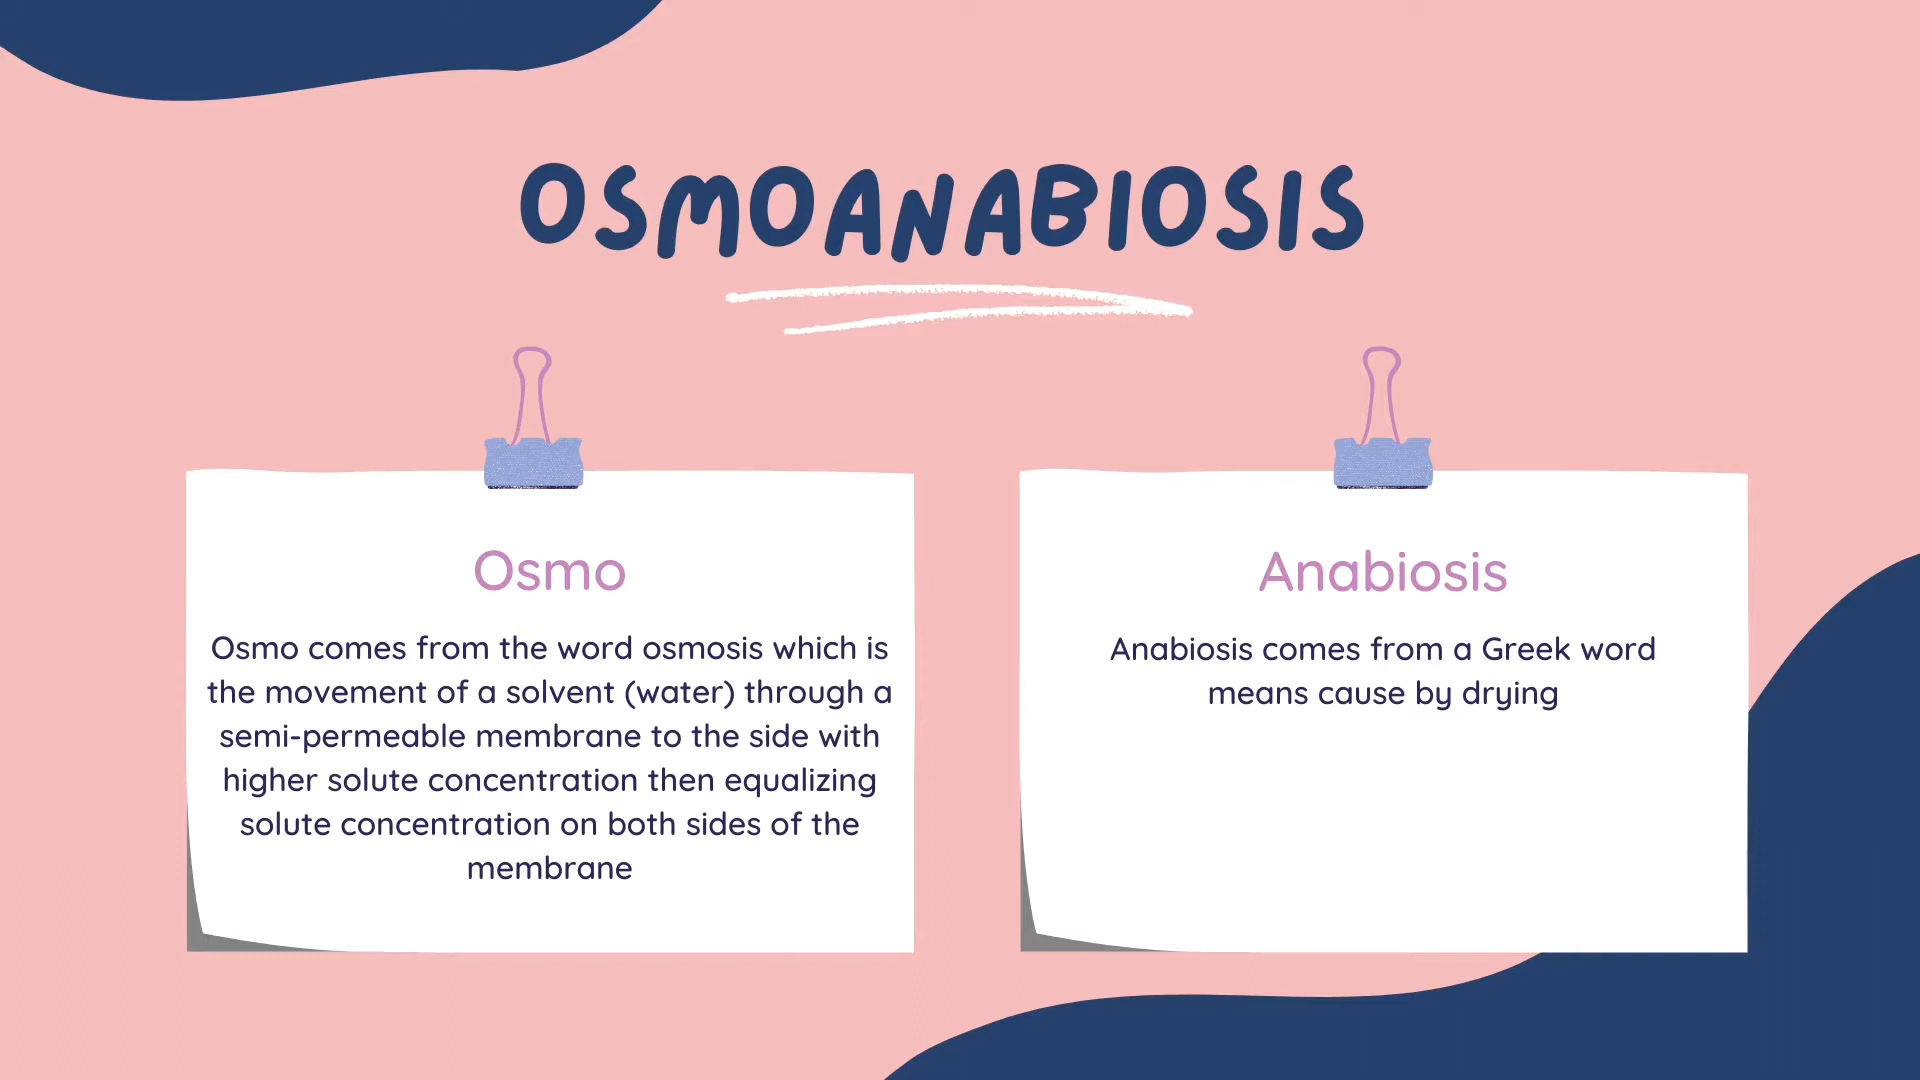 OSMOANABIOSIS
Osmo
Osmo comes from the word osmosis which is
the movement of a solvent (water) through a
semi-permeable membrane to the side with
higher solute concentration then equalizing
solute concentration on both sides of the
membrane
Anabiosis
Anabiosis comes from a Greek word
means cause by drying